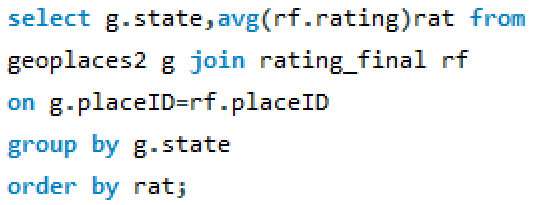 select g.state,avg(rf.rating)rat from
geoplaces2 g join rating_final rf
on g.placeID=rf.placeID
group by g.state
order by rat;